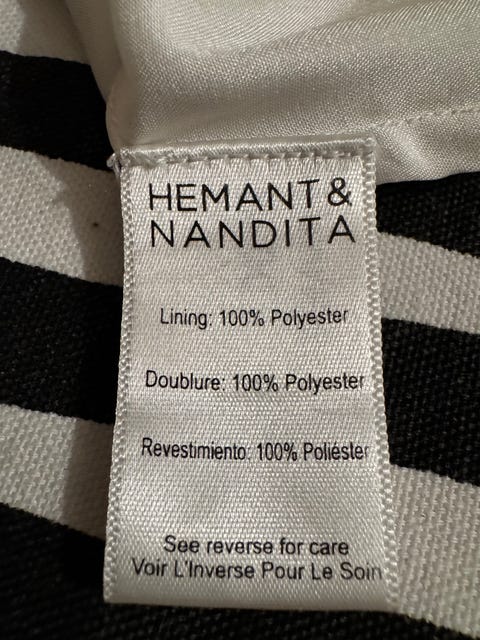 HEMANT &
NANDITA
Lining: 100% Polyester
Doublure: 100% Polyester
Revestimiento: 100% Poliéster
See reverse for care
Voir L'Inverse Pour Le Soin